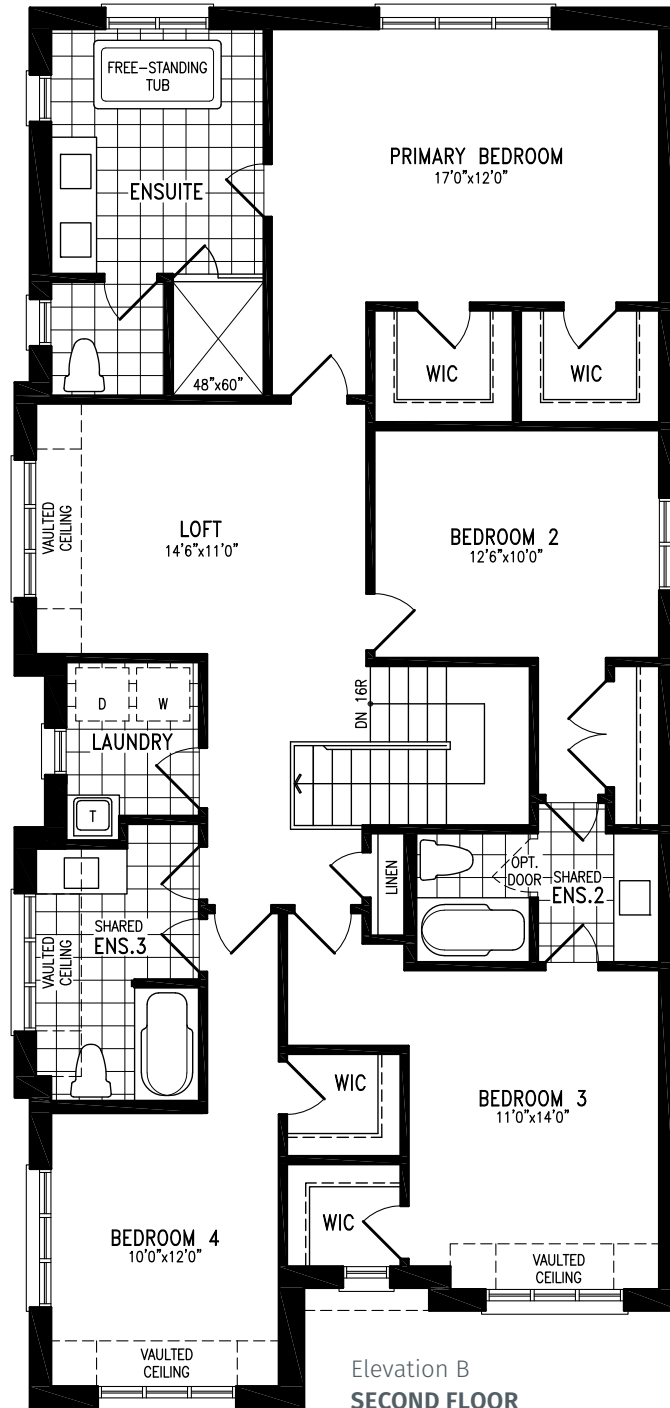 FREE-STANDING
TUB
PRIMARY BEDROOM
17'0"x12'0"
ENSUITE
48"x60"
WIC
WIC
VAULTED
CEILING
LOFT
14'6"x11'0"
BEDROOM 2
12'6"x10'0"
D
W
LAUNDRY
T
DN 16R
LINEN
OPT.
DOOR
SHARED
ENS.2
SHARED
ENS.3
VAULTED
CEILING
WIC
BEDROOM 3
11'0"x14'0"
WIC
BEDROOM 4
10'0"x12'0"
VAULTED
CEILING
VAULTED
CEILING
Elevation B
SECOND FLOOR